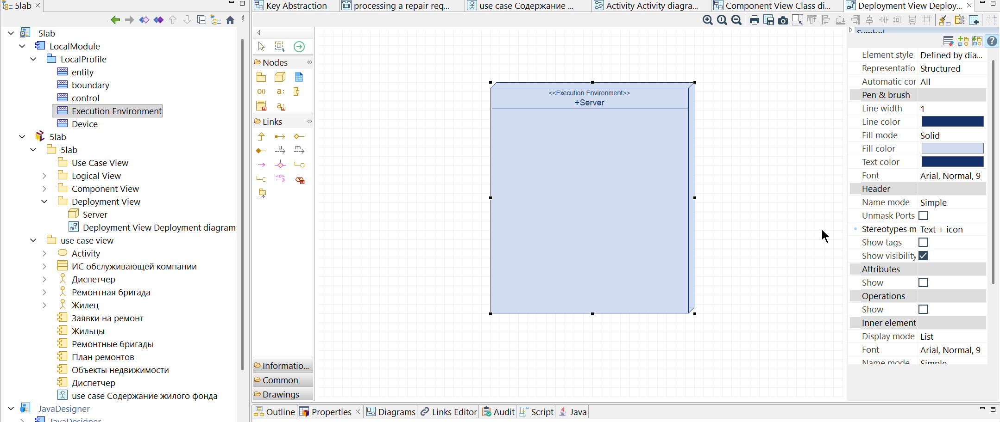 5lab
Key Abstraction
processing a repair req...
use case Содержание ...
Activity Activity diagra...
Component View Class di...
Deployment View Deploy...
5lab
LocalModule
LocalProfile
entity
boundary
control
Execution Environment
Device
5lab
5lab
Use Case View
Logical View
Component View
Deployment View
Server
Deployment View Deployment diagram
use case view
Activity
ИС обслуживающей компании
Диспетчер
Ремонтная бригада
Жилец
Заявки на ремонт
Жильцы
Ремонтные бригады
План ремонтов
Объекты недвижимости
Диспетчер
use case Содержание жилого фонда
JavaDesigner
JavaDesigner
Nodes
Links
Informatio...
Common
Drawings
<<Execution Environment>>
+Server
Symbol
Element style Defined by dia...
Representatio Structured
Automatic cor All
Pen & brush
Line width 1
Line color
Fill mode Solid
Fill color
Text color
Font Arial, Normal, 9
Header
Name mode Simple
Unmask Ports
Stereotypes m Text + icon
Show tags
Show visibility
Attributes
Show
Operations
Show
Inner element
Display mode List
Font Arial, Normal, 9
Name mode Simple
Outline
Properties
Diagrams
Links Editor
Audit
Script
Java